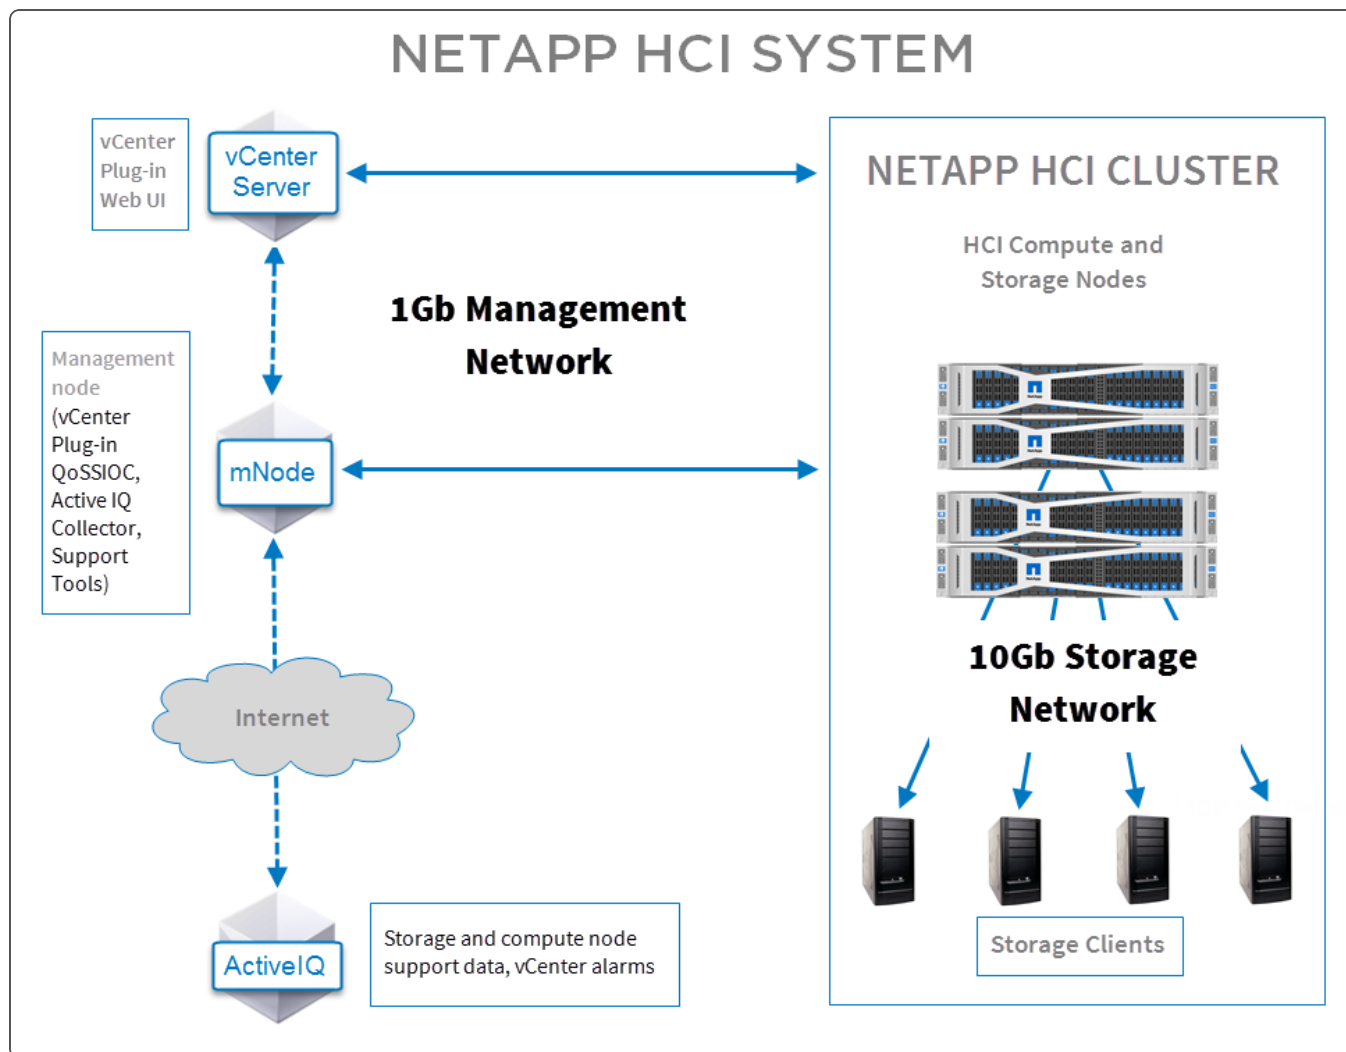 NETAPP HCI SYSTEM
vCenter
Plug-in
Web UI
vCenter
Server
NETAPP HCI CLUSTER
HCI Compute and
Storage Nodes
1Gb Management
Network
Management
node
(vCenter
Plug-in
QoSSIOC,
Active IQ
Collector,
Support
Tools)
mNode
10Gb Storage
Network
Internet
Storage Clients
ActiveIQ
Storage and compute node
support data, vCenter alarms